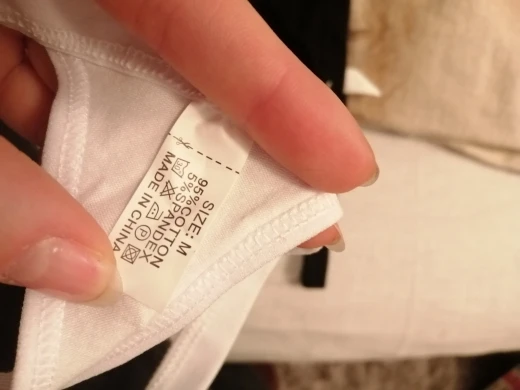 SIZE: M
95% COTTON
5% SPANDEX
MADE IN CHINA